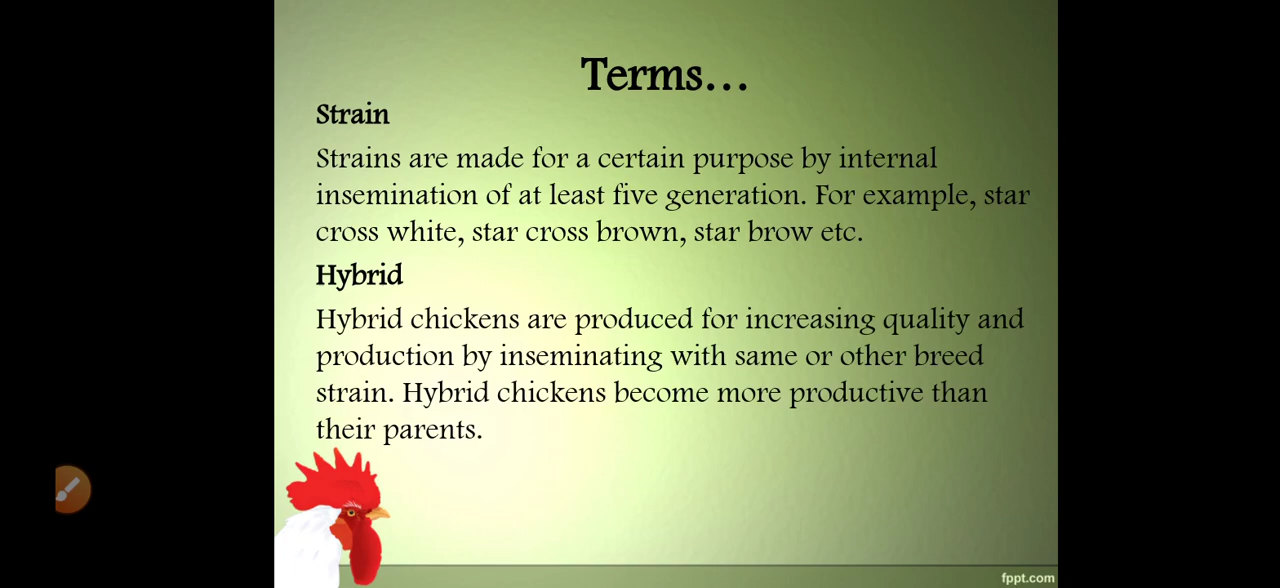 Terms...
Strain
Strains are made for a certain purpose by internal
insemination of at least five generation. For example, star
cross white, star cross brown, star brow etc.
Hybrid
Hybrid chickens are produced for increasing quality and
production by inseminating with same or other breed
strain. Hybrid chickens become more productive than
their parents.
fppt.com